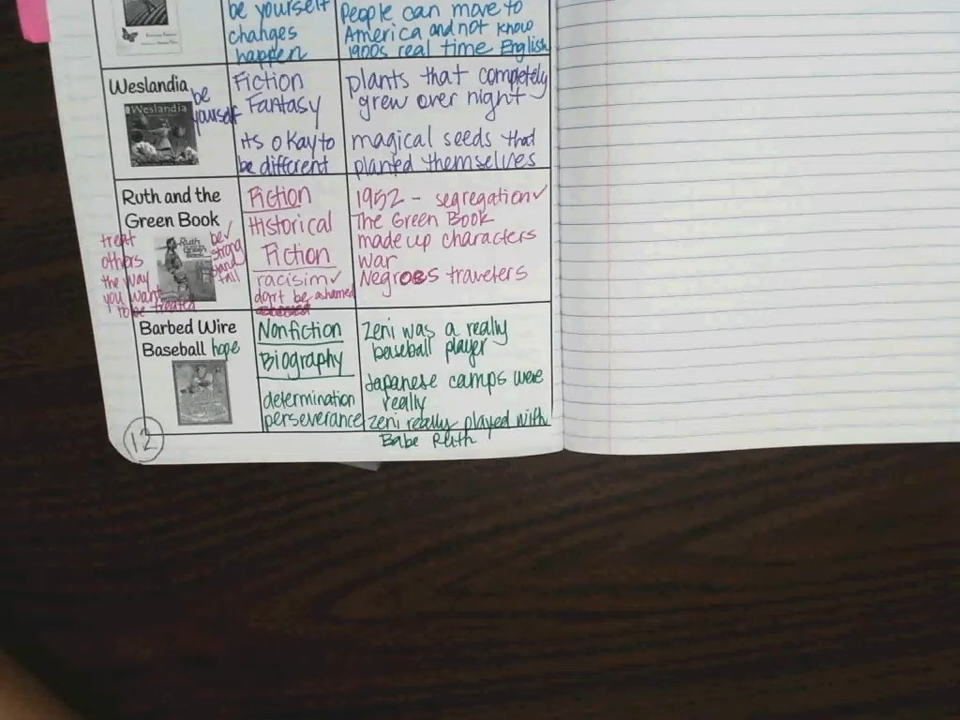 be yourself
changes
happen
People can move to
America and not know
1900s real time English
Weslandia
be
yourself
Weslandia
Fiction
Fantasy
its okay to
be different
plants that completely
grew over night
magical seeds that
planted themselves
Ruth and the
Green Book
treat
others
the way
you want
to be treated
be
strong
and
tall
Ruth
Green
Book
Fiction
Historical
Fiction
racisim
don't be ashamed
1952 - segregation
The Green Book
made up characters
war
Negroes travelers
Barbed Wire
Baseball hope
Nonfiction
Biography
determination
perseverance
Zeni was a really
baseball player
Japanese camps were
really
Zeni really played with
Babe Ruth
12